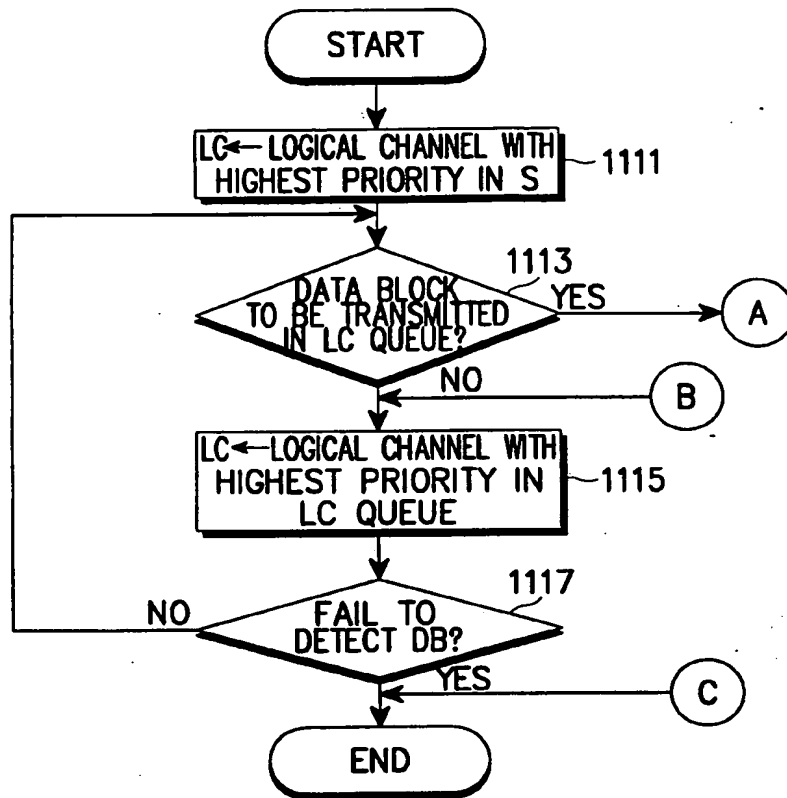 START
LC←LOGICAL CHANNEL WITH
HIGHEST PRIORITY IN S
1111
DATA BLOCK
TO BE TRANSMITTED
IN LC QUEUE?
1113
YES
A
NO
B
LC←LOGICAL CHANNEL WITH
HIGHEST PRIORITY IN
LC QUEUE
1115
FAIL TO
DETECT DB?
1117
NO
YES
C
END